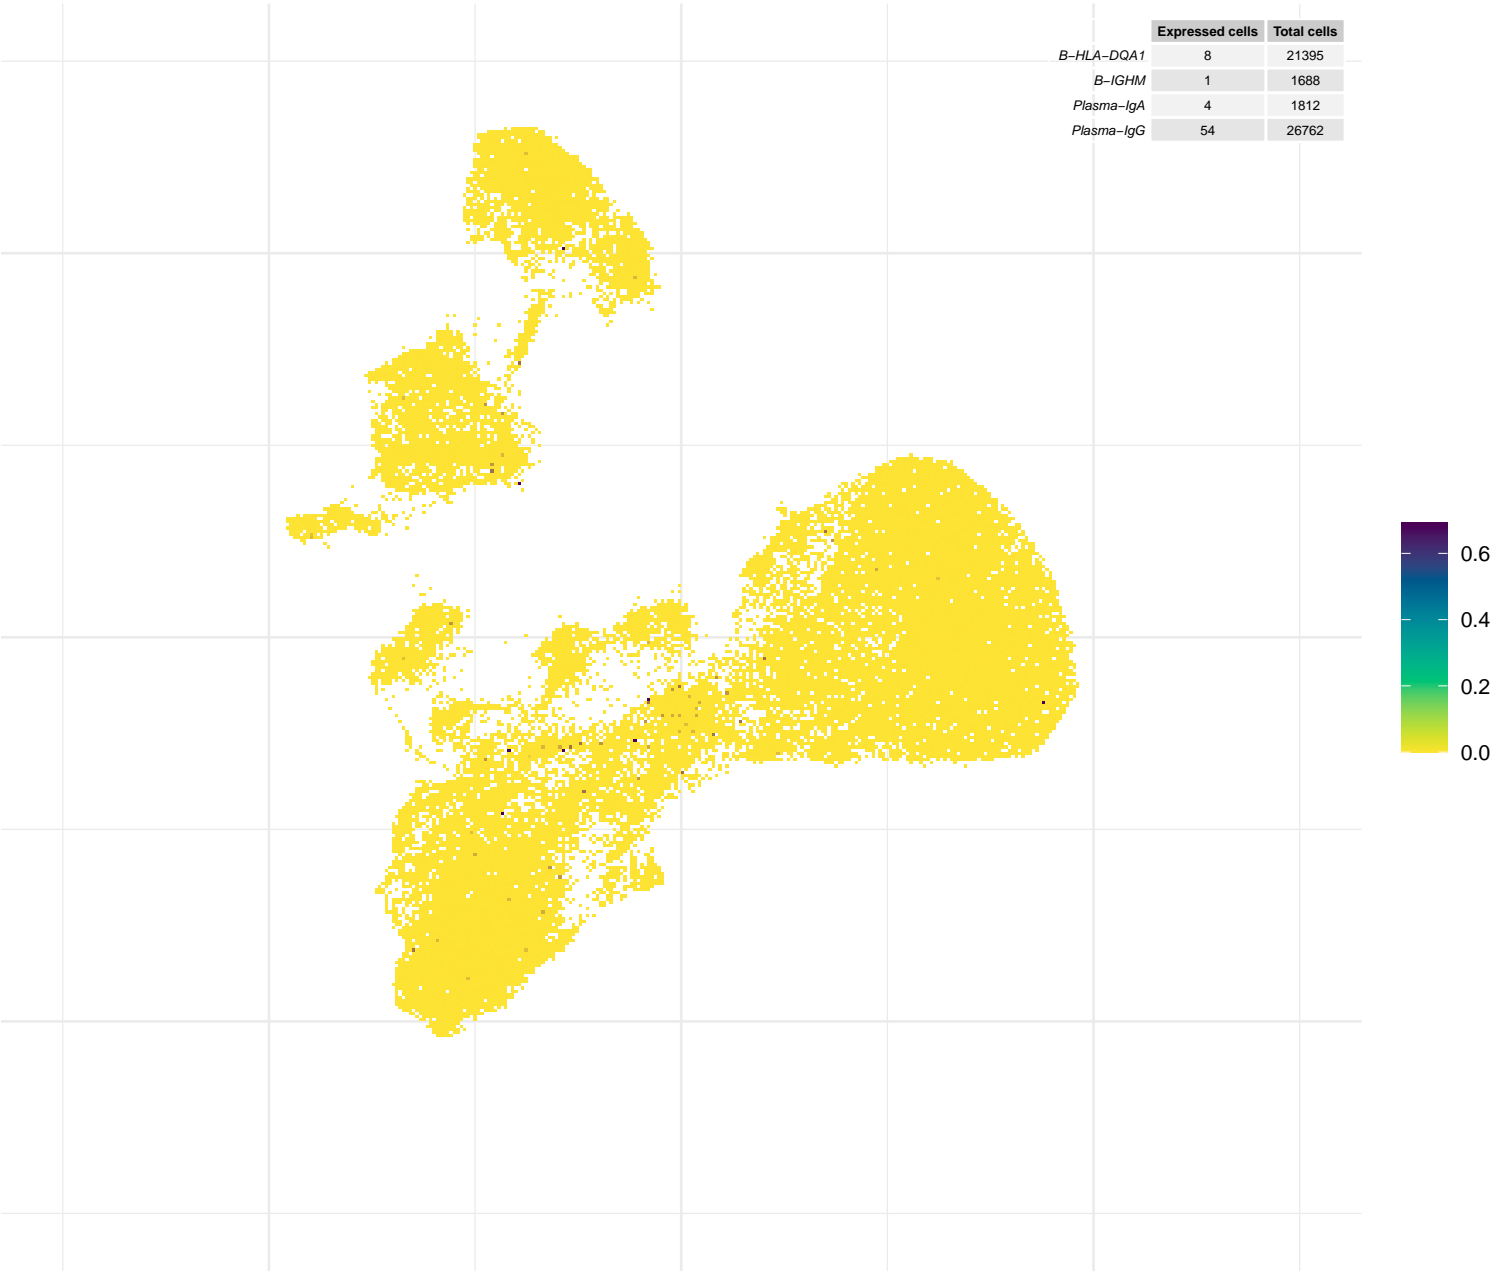 Expressed cells Total cells
B−HLA−DQA1 8 21395
B−IGHM 1 1688
Plasma−IgA 4 1812
Plasma−IgG 54 26762
0.6
0.4
0.2
0.0